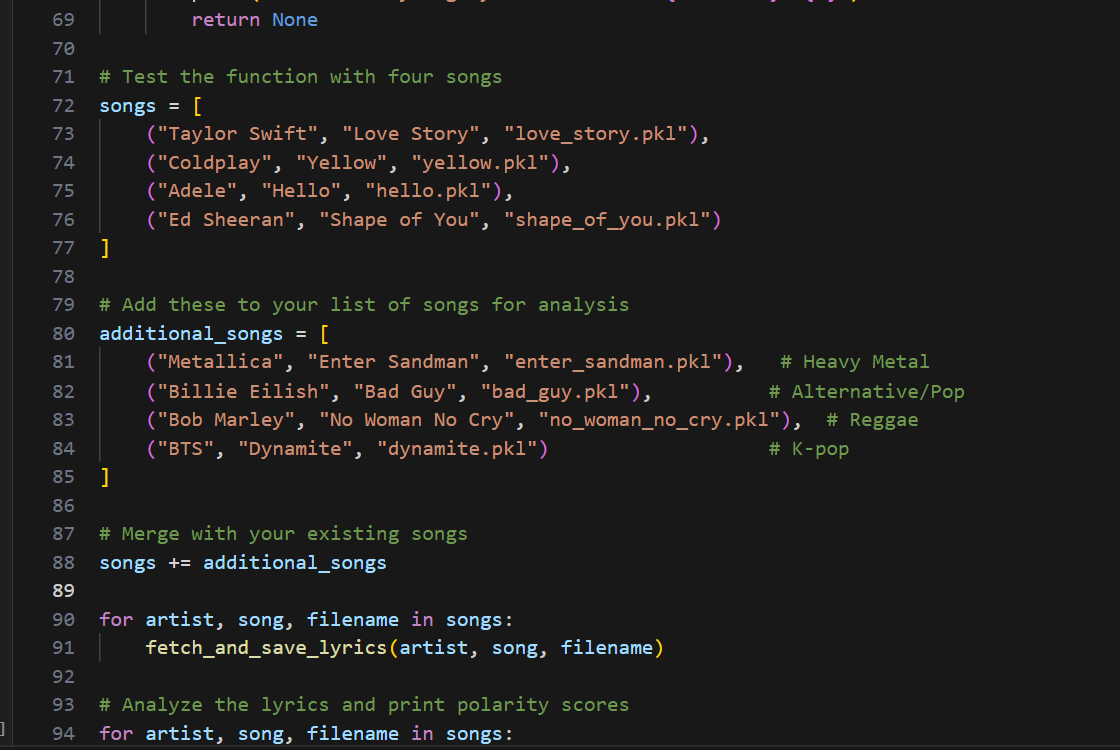 69 return None
70
71 # Test the function with four songs
72 songs = [
73 ("Taylor Swift", "Love Story", "love_story.pkl"),
74 ("Coldplay", "Yellow", "yellow.pkl"),
75 ("Adele", "Hello", "hello.pkl"),
76 ("Ed Sheeran", "Shape of You", "shape_of_you.pkl")
77 ]
78
79 # Add these to your list of songs for analysis
80 additional_songs = [
81 ("Metallica", "Enter Sandman", "enter_sandman.pkl"), # Heavy Metal
82 ("Billie Eilish", "Bad Guy", "bad_guy.pkl"), # Alternative/Pop
83 ("Bob Marley", "No Woman No Cry", "no_woman_no_cry.pkl"), # Reggae
84 ("BTS", "Dynamite", "dynamite.pkl") # K-pop
85 ]
86
87 # Merge with your existing songs
88 songs += additional_songs
89
90 for artist, song, filename in songs:
91 fetch_and_save_lyrics(artist, song, filename)
92
93 # Analyze the lyrics and print polarity scores
94 for artist, song, filename in songs: